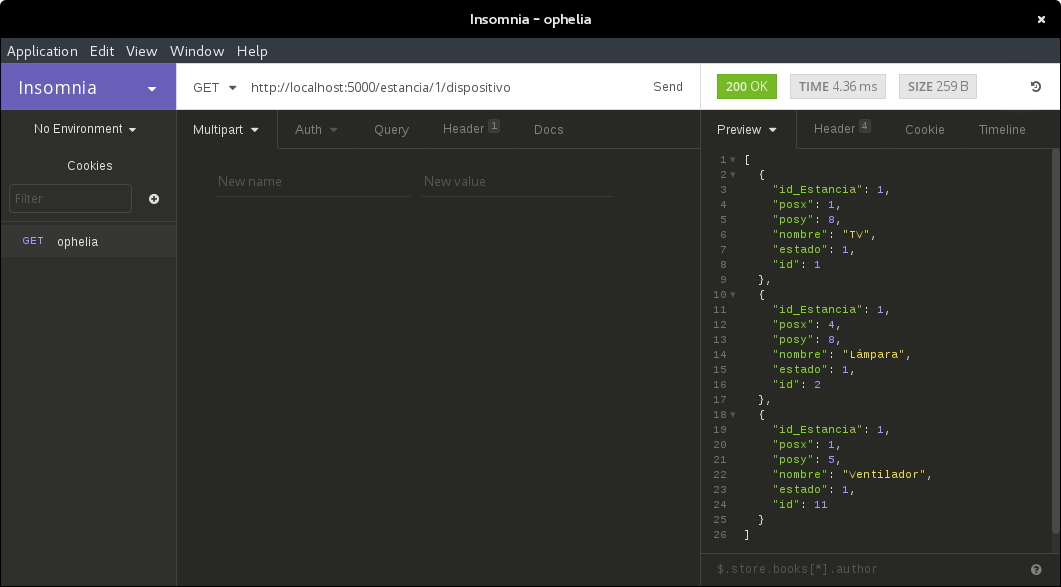 Insomnia – ophelia
Application Edit View Window Help
Insomnia
GET http://localhost:5000/estancia/1/dispositivo Send
200 OK TIME 4.36 ms SIZE 259 B
No Environment
Cookies
Filter
GET ophelia
Multipart Auth Query Header 1 Docs
New name New value
Preview Header 4 Cookie Timeline
1 [
2 {
3 "id_Estancia": 1,
4 "posx": 1,
5 "posy": 8,
6 "nombre": "TV",
7 "estado": 1,
8 "id": 1
9 },
10 {
11 "id_Estancia": 1,
12 "posx": 4,
13 "posy": 8,
14 "nombre": "Lámpara",
15 "estado": 1,
16 "id": 2
17 },
18 {
19 "id_Estancia": 1,
20 "posx": 1,
21 "posy": 5,
22 "nombre": "Ventilador",
23 "estado": 1,
24 "id": 11
25 }
26 ]
$.store.books[*].author